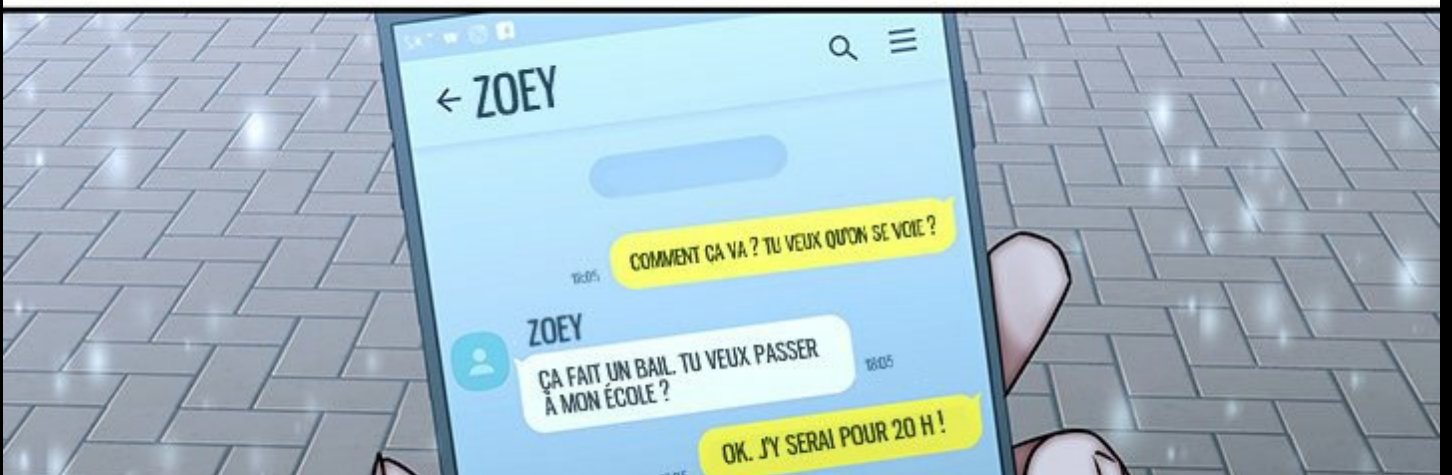 ← ZOEY
COMMENT ÇA VA ? TU VEUX QU'ON SE VOIE ?
18:05
ZOEY
ÇA FAIT UN BAIL. TU VEUX PASSER
À MON ÉCOLE ?
18:05
OK. J'Y SERAI POUR 20 H !